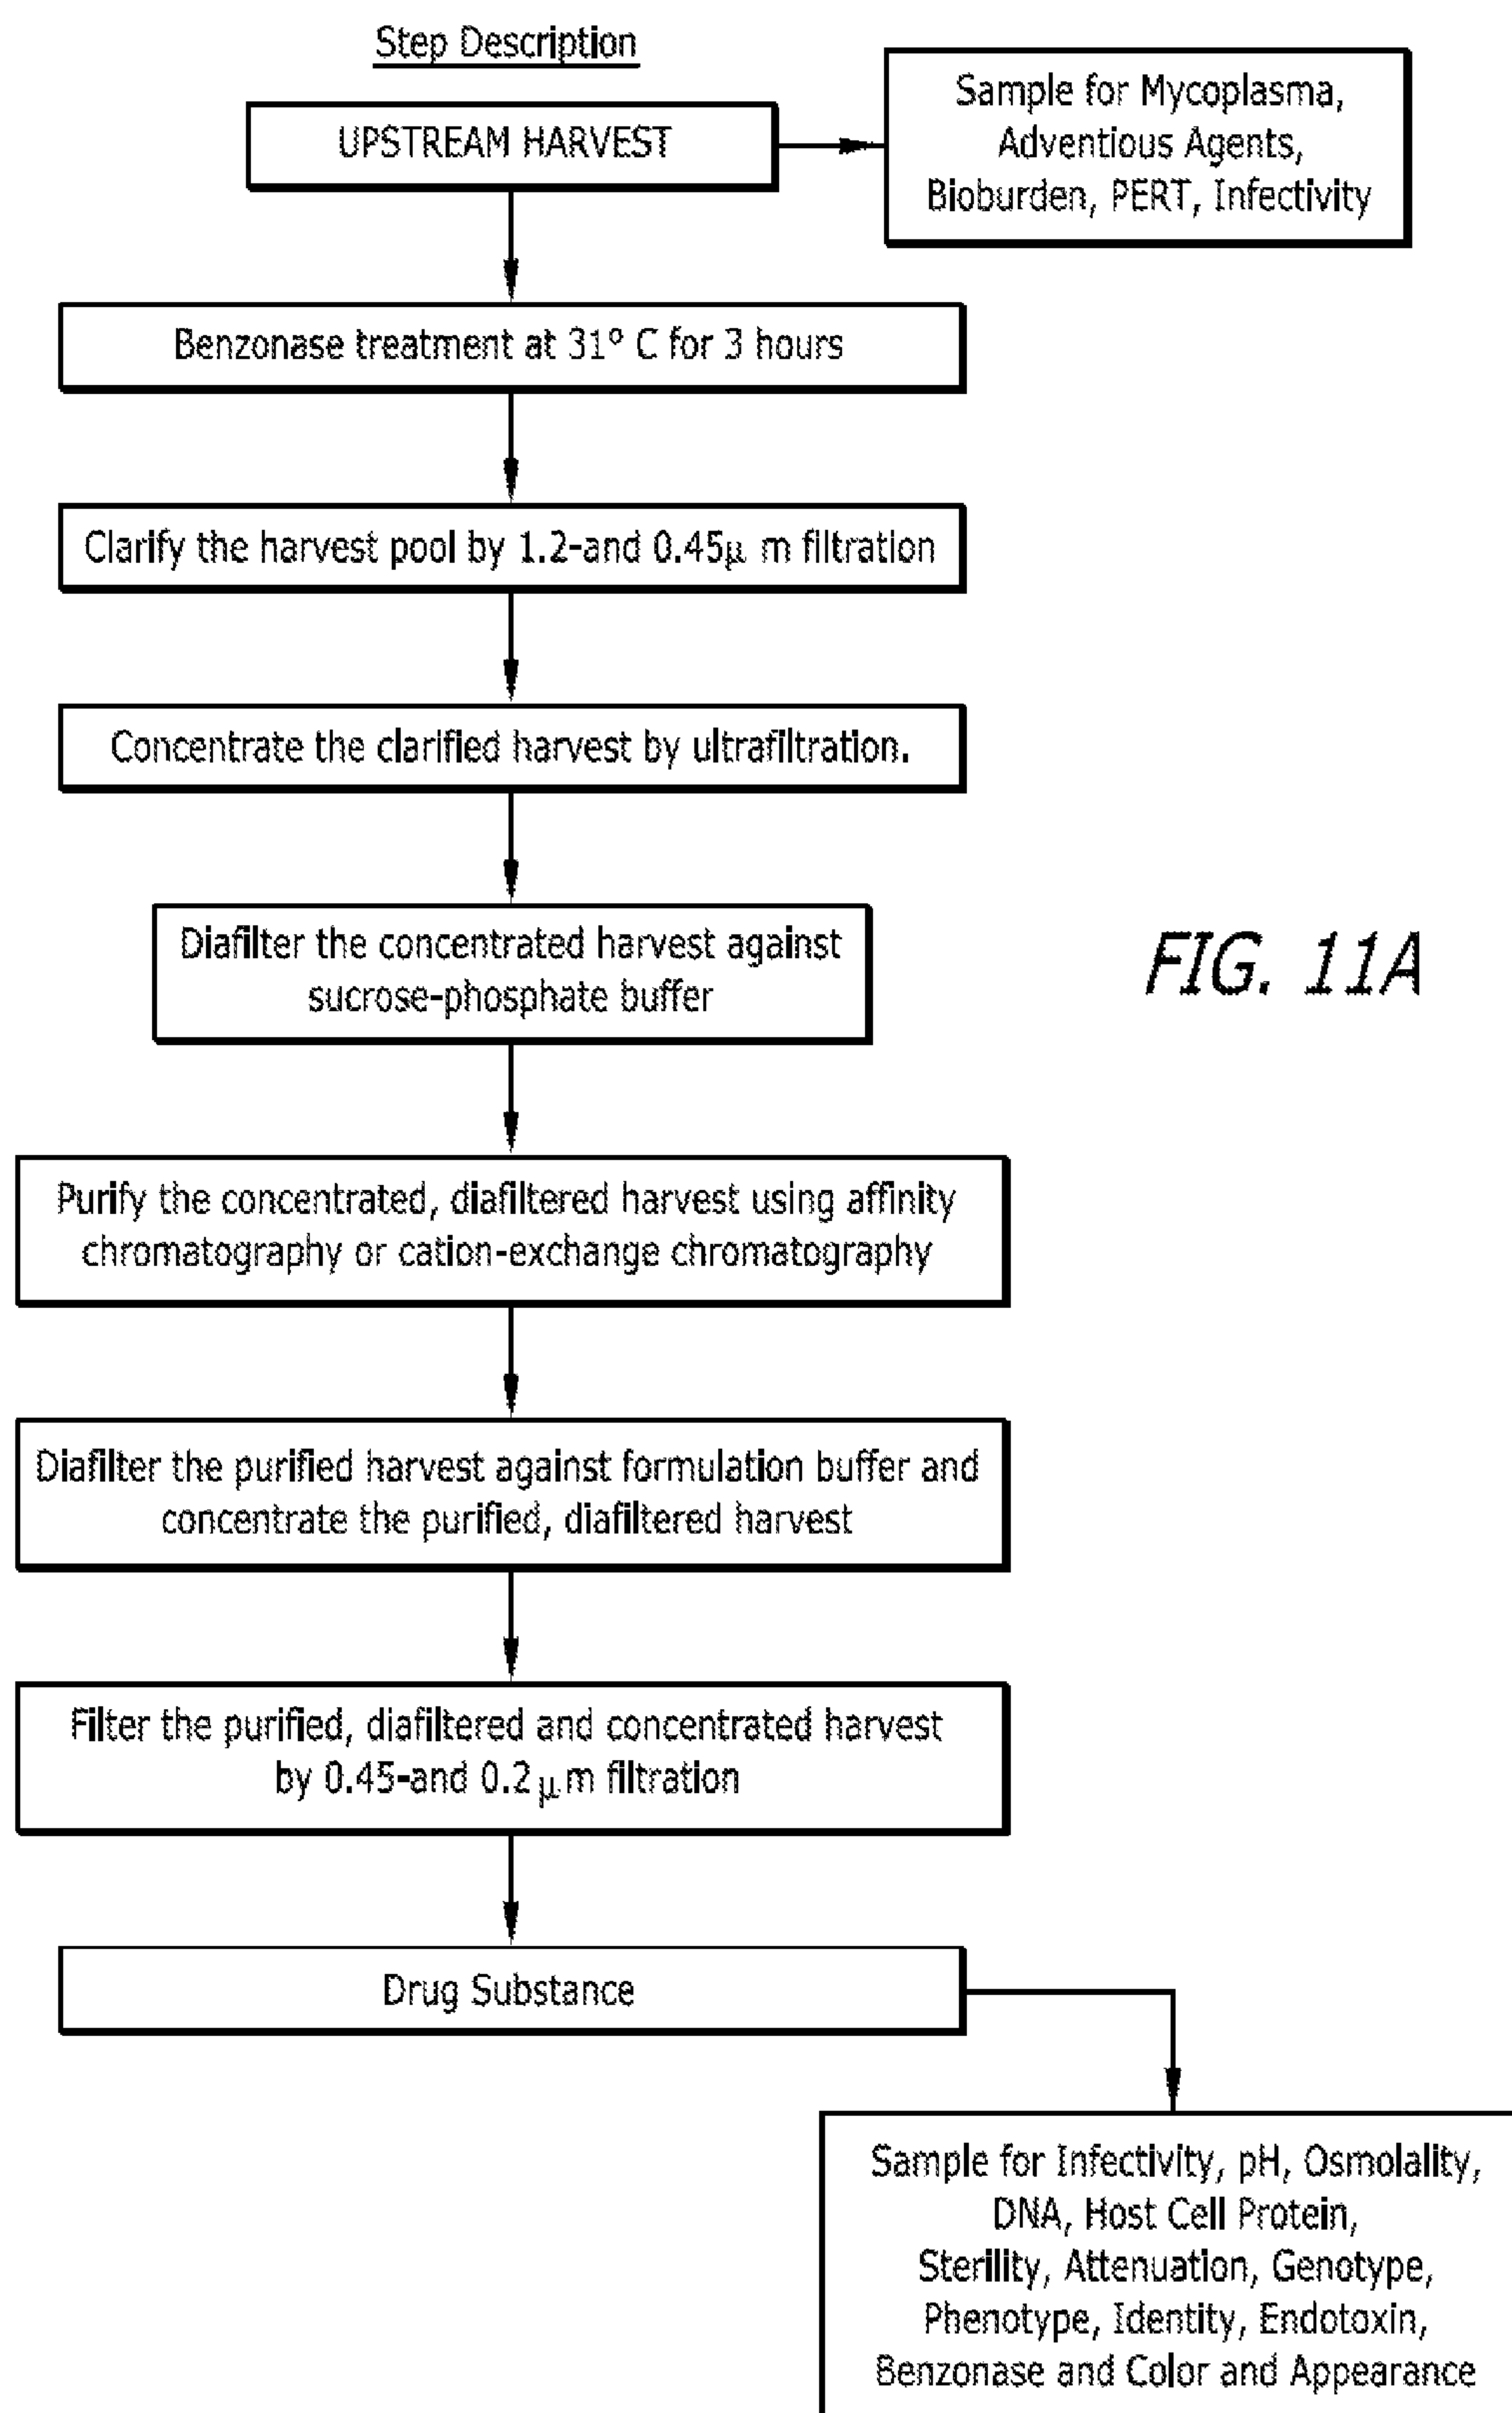 Step Description
UPSTREAM HARVEST
Sample for Mycoplasma,
Adventious Agents,
Bioburden, PERT, Infectivity
Benzonase treatment at 31° C for 3 hours
Clarify the harvest pool by 1.2-and 0.45μ m filtration
Concentrate the clarified harvest by ultrafiltration.
Diafilter the concentrated harvest against
sucrose-phosphate buffer
FIG. 11A
Purify the concentrated, diafiltered harvest using affinity
chromatography or cation-exchange chromatography
Diafilter the purified harvest against formulation buffer and
concentrate the purified, diafiltered harvest
Filter the purified, diafiltered and concentrated harvest
by 0.45-and 0.2 μm filtration
Drug Substance
Sample for Infectivity, pH, Osmolality,
DNA, Host Cell Protein,
Sterility, Attenuation, Genotype,
Phenotype, Identity, Endotoxin,
Benzonase and Color and Appearance